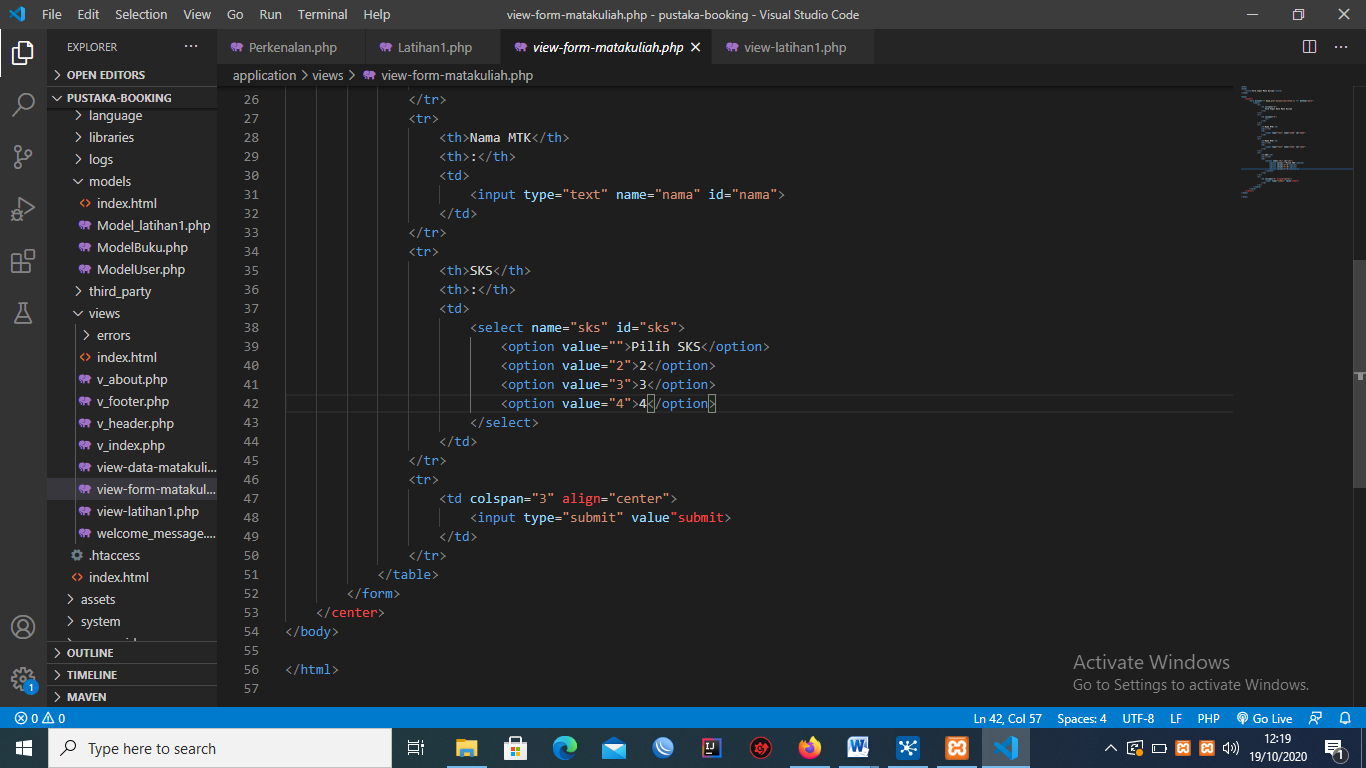 File Edit Selection View Go Run Terminal Help
view-form-matakuliah.php - pustaka-booking - Visual Studio Code
EXPLORER
OPEN EDITORS
PUSTAKA-BOOKING
language
libraries
logs
models
index.html
Model_latihan1.php
ModelBuku.php
ModelUser.php
third_party
views
errors
index.html
v_about.php
v_footer.php
v_header.php
v_index.php
view-data-matakuli...
view-form-matakul...
view-latihan1.php
welcome_message....
.htaccess
index.html
assets
system
OUTLINE
TIMELINE
MAVEN
Perkenalan.php Latihan1.php view-form-matakuliah.php view-latihan1.php
application > views > view-form-matakuliah.php
26 </tr>
27 <tr>
28 <th>Nama MTK</th>
29 <th>:</th>
30 <td>
31 <input type="text" name="nama" id="nama">
32 </td>
33 </tr>
34 <tr>
35 <th>SKS</th>
36 <th>:</th>
37 <td>
38 <select name="sks" id="sks">
39 <option value="">Pilih SKS</option>
40 <option value="2">2</option>
41 <option value="3">3</option>
42 <option value="4">4</option>
43 </select>
44 </td>
45 </tr>
46 <tr>
47 <td colspan="3" align="center">
48 <input type="submit" value"submit>
49 </td>
50 </tr>
51 </table>
52 </form>
53 </center>
54 </body>
55
56 </html>
57
Activate Windows
Go to Settings to activate Windows.
1
0 0
Ln 42, Col 57 Spaces: 4 UTF-8 LF PHP Go Live
Type here to search
12:19
19/10/2020
1